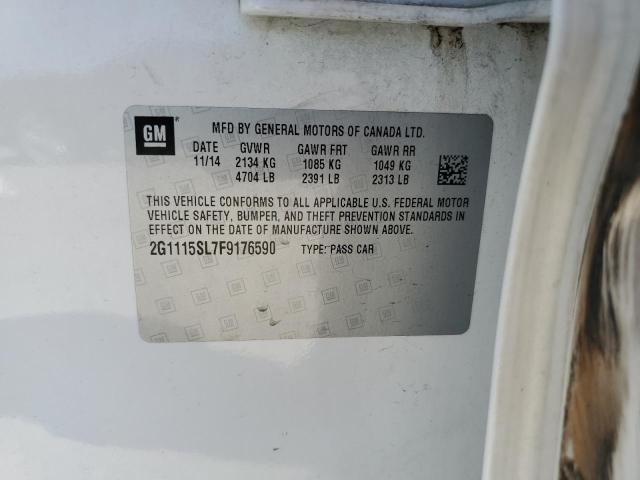 GM ® MFD BY GENERAL MOTORS OF CANADA LTD.
DATE GVWR GAWR FRT GAWR RR
11/14 2134 KG 1085 KG 1049 KG
4704 LB 2391 LB 2313 LB
THIS VEHICLE CONFORMS TO ALL APPLICABLE U.S. FEDERAL MOTOR
VEHICLE SAFETY, BUMPER, AND THEFT PREVENTION STANDARDS IN
EFFECT ON THE DATE OF MANUFACTURE SHOWN ABOVE.
2G1115SL7F9176590 TYPE: PASS CAR